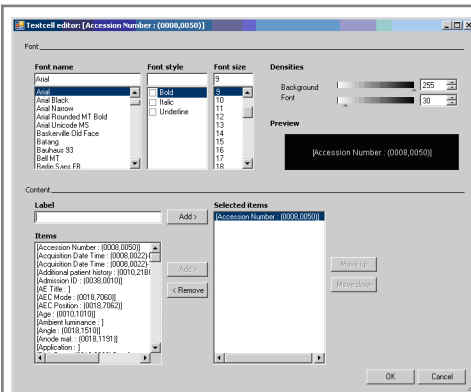 Textcell editor: [Accession Number : (0008,0050)]
Font
Font name
Font style
Font size
Densities
Arial
9
Arial
Arial Black
Arial Narrow
Arial Rounded MT Bold
Arial Unicode MS
Baskerville Old Face
Batang
Bauhaus 93
Bell MT
Berlin Sans FB
Bold
Italic
Underline
9
10
11
12
13
14
15
16
17
18
Background
255
Font
30
Preview
[Accession Number : (0008,0050)]
Content
Label
Add >
Selected items
[Accession Number : (0008,0050)]
Items
[Accession Number : (0008,0050)]
[Acquisition Date Time : (0008,0022)-(
[Acquisition Date Time : (0008,0022)-
[Additional patient history : (0010,21B(
[Admission ID : (0038,0010)]
[AE Title : ]
[AEC Mode : (0018,7060)]
[AEC Position : (0018,7062)]
[Age : (0010,1010)]
[Ambient luminance : ]
[Angle : (0018,1510)]
[Anode mat. : (0018,1191)]
[Application : ]
Add >
< Remove
Move up
Move down
OK
Cancel